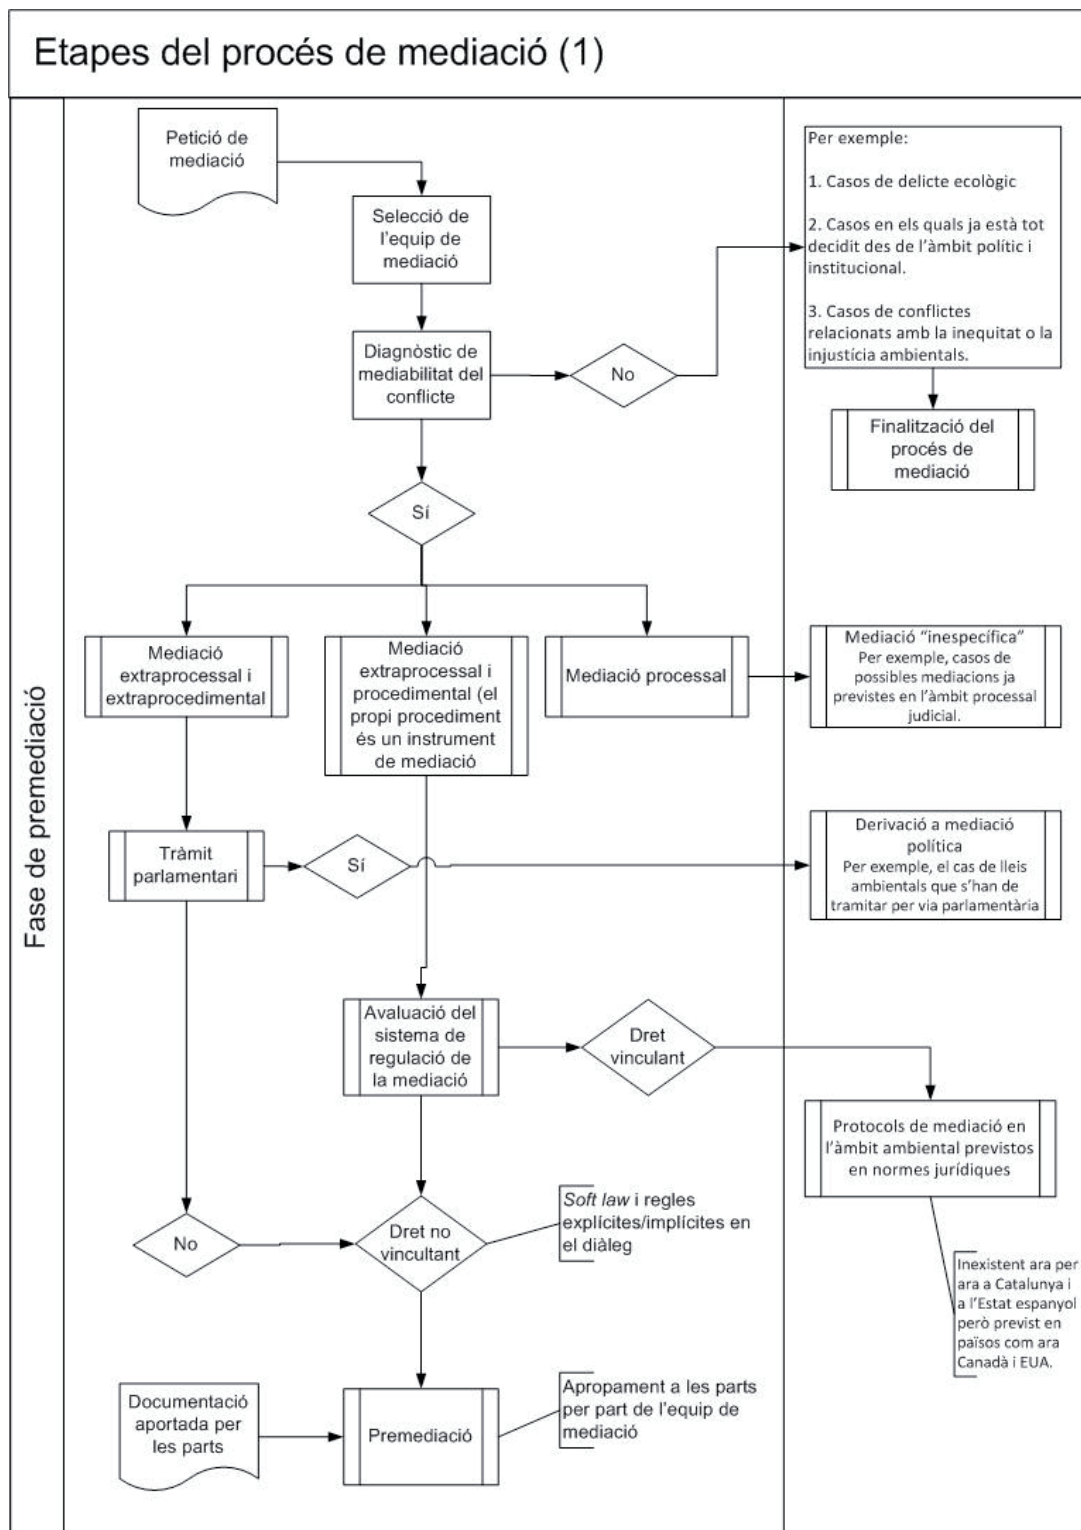 Etapes del procés de mediació (1)
Fase de premediació
Petició de
mediació
Selecció de
l'equip de
mediació
Diagnòstic de
mediabilitat del
conflicte
No
Per exemple:
1. Casos de delicte ecològic
2. Casos en els quals ja està tot
decidit des de l'àmbit polític i
institucional.
3. Casos de conflictes
relacionats amb la inequitat o la
injustícia ambientals.
Finalització del
procés de
mediació
Sí
Mediació
extraprocessal i
extraprocedimental
Mediació
extraprocessal i
procedimental (el
propi procediment
és un instrument
de mediació
Mediació processal
Mediació "inespecífica"
Per exemple, casos de
possibles mediacions ja
previstes en l'àmbit processal
judicial.
Tràmit
parlamentari
Sí
Derivació a mediació
política
Per exemple, el cas de lleis
ambientals que s'han de
tramitar per via parlamentària
Avaluació del
sistema de
regulació de
la mediació
Dret
vinculant
Protocols de mediació en
l'àmbit ambiental previstos
en normes jurídiques
No
Dret no
vincultant
Soft law i regles
explícites/implícites en
el diàleg
Inexistent ara per
ara a Catalunya i
a l'Estat espanyol
però previst en
països com ara
Canadà i EUA.
Documentació
aportada per
les parts
Premediació
Apropament a les parts
per part de l'equip de
mediació